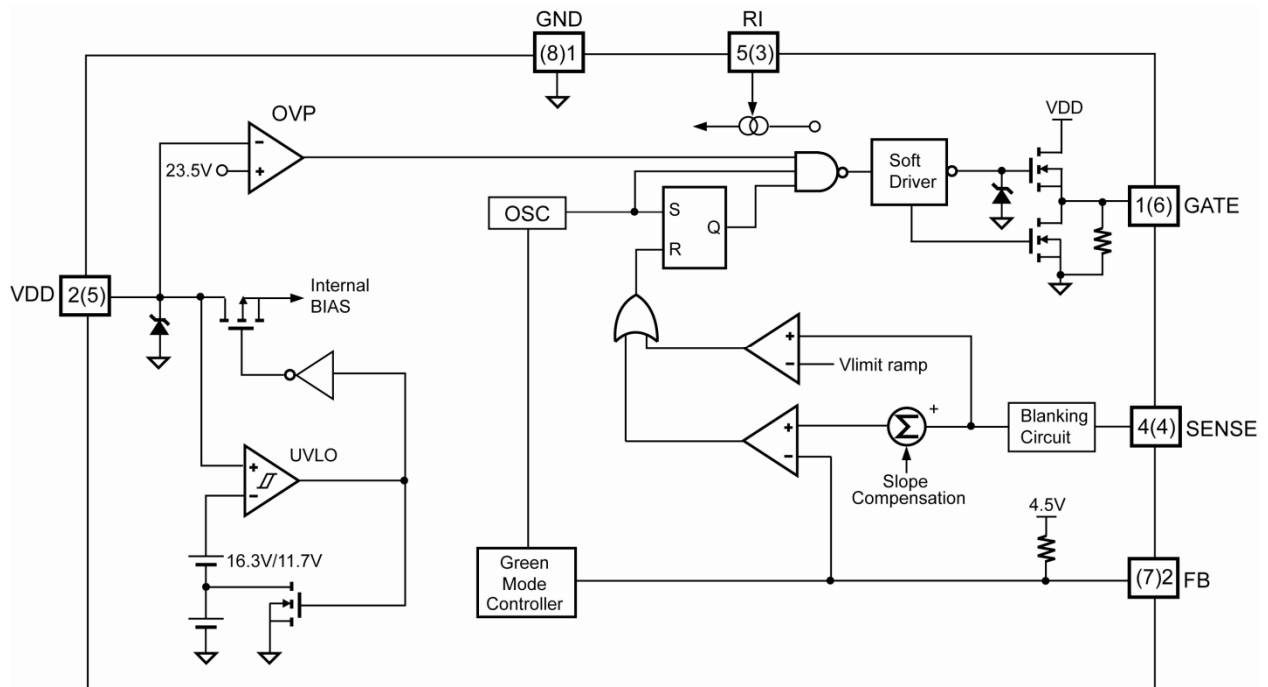 GND
RI
(8)1
5(3)
OVP
VDD
-
+
23.5V
Soft
Driver
OSC
S
Q
R
1(6)
GATE
VDD
2(5)
Internal
BIAS
+
-
Vlimit ramp
+
-
+
Σ
Blanking
Circuit
4(4)
SENSE
Slope
Compensation
UVLO
+
-
4.5V
16.3V/11.7V
Green
Mode
Controller
(7)2
FB